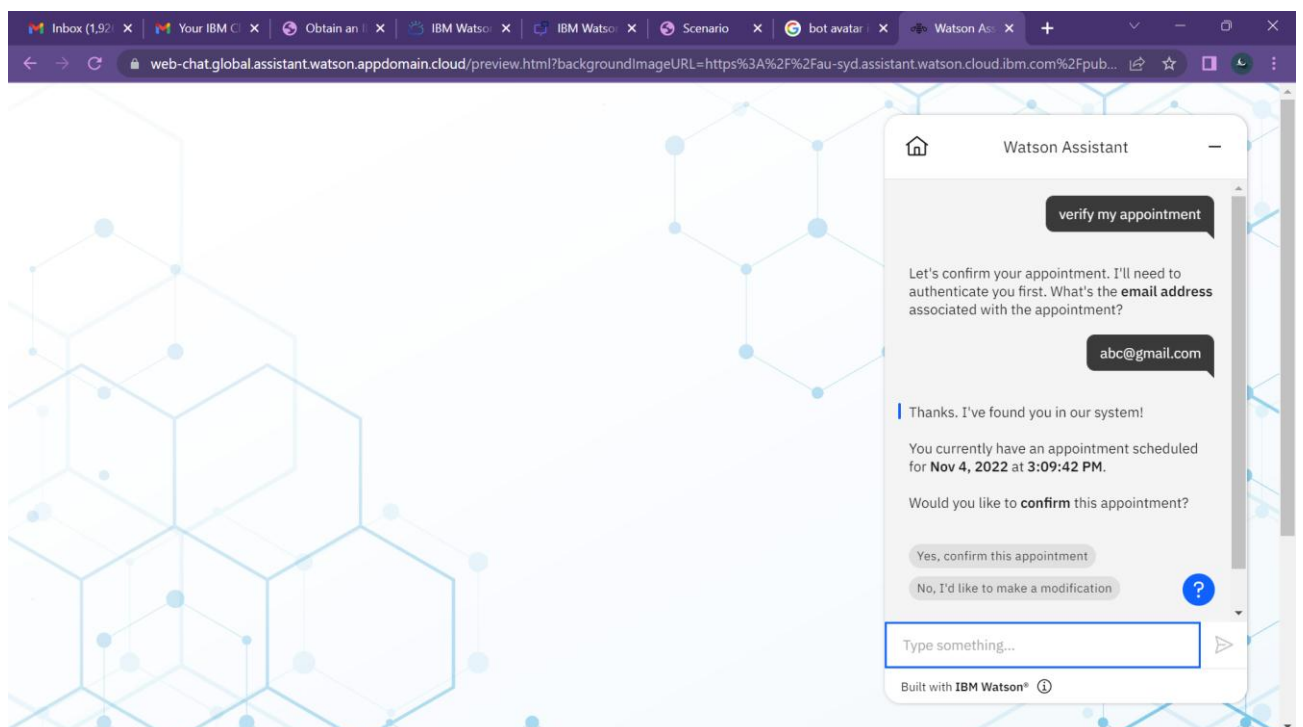 Inbox (1,92
Your IBM Cl
Obtain an I
IBM Watso
IBM Watso
Scenario
bot avatar i
Watson Ass
web-chat.global.assistant.watson.appdomain.cloud/preview.html?backgroundImageURL=https%3A%2F%2Fau-syd.assistant.watson.cloud.ibm.com%2Fpub...
Watson Assistant
verify my appointment
Let's confirm your appointment. I'll need to
authenticate you first. What's the email address
associated with the appointment?
abc@gmail.com
Thanks. I've found you in our system!
You currently have an appointment scheduled
for Nov 4, 2022 at 3:09:42 PM.
Would you like to confirm this appointment?
Yes, confirm this appointment
No, I'd like to make a modification
?
Type something...
Built with IBM Watson®